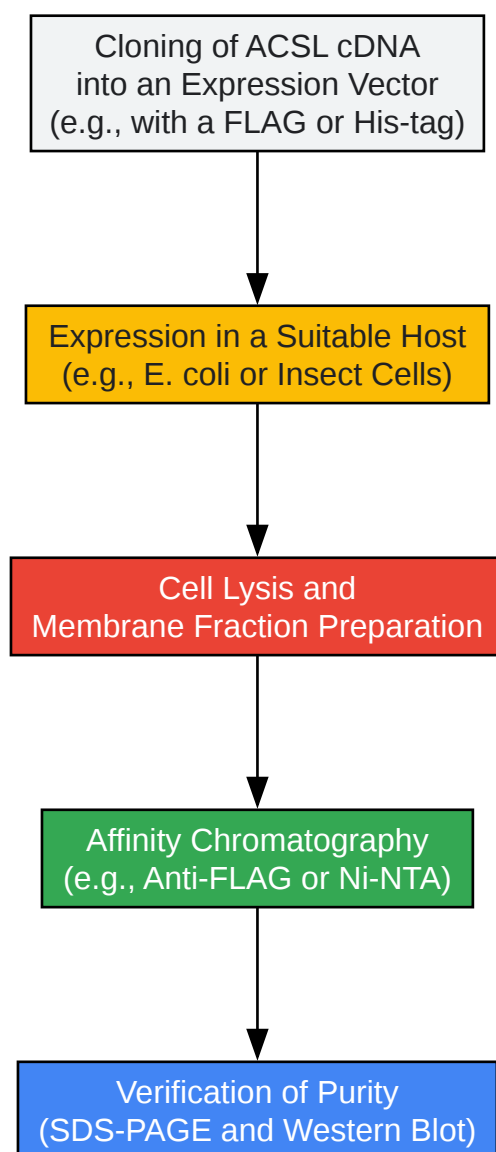 Cloning of ACSL cDNA
into an Expression Vector
(e.g., with a FLAG or His-tag)
Expression in a Suitable Host
(e.g., E. coli or Insect Cells)
Cell Lysis and
Membrane Fraction Preparation
Affinity Chromatography
(e.g., Anti-FLAG or Ni-NTA)
Verification of Purity
(SDS-PAGE and Western Blot)